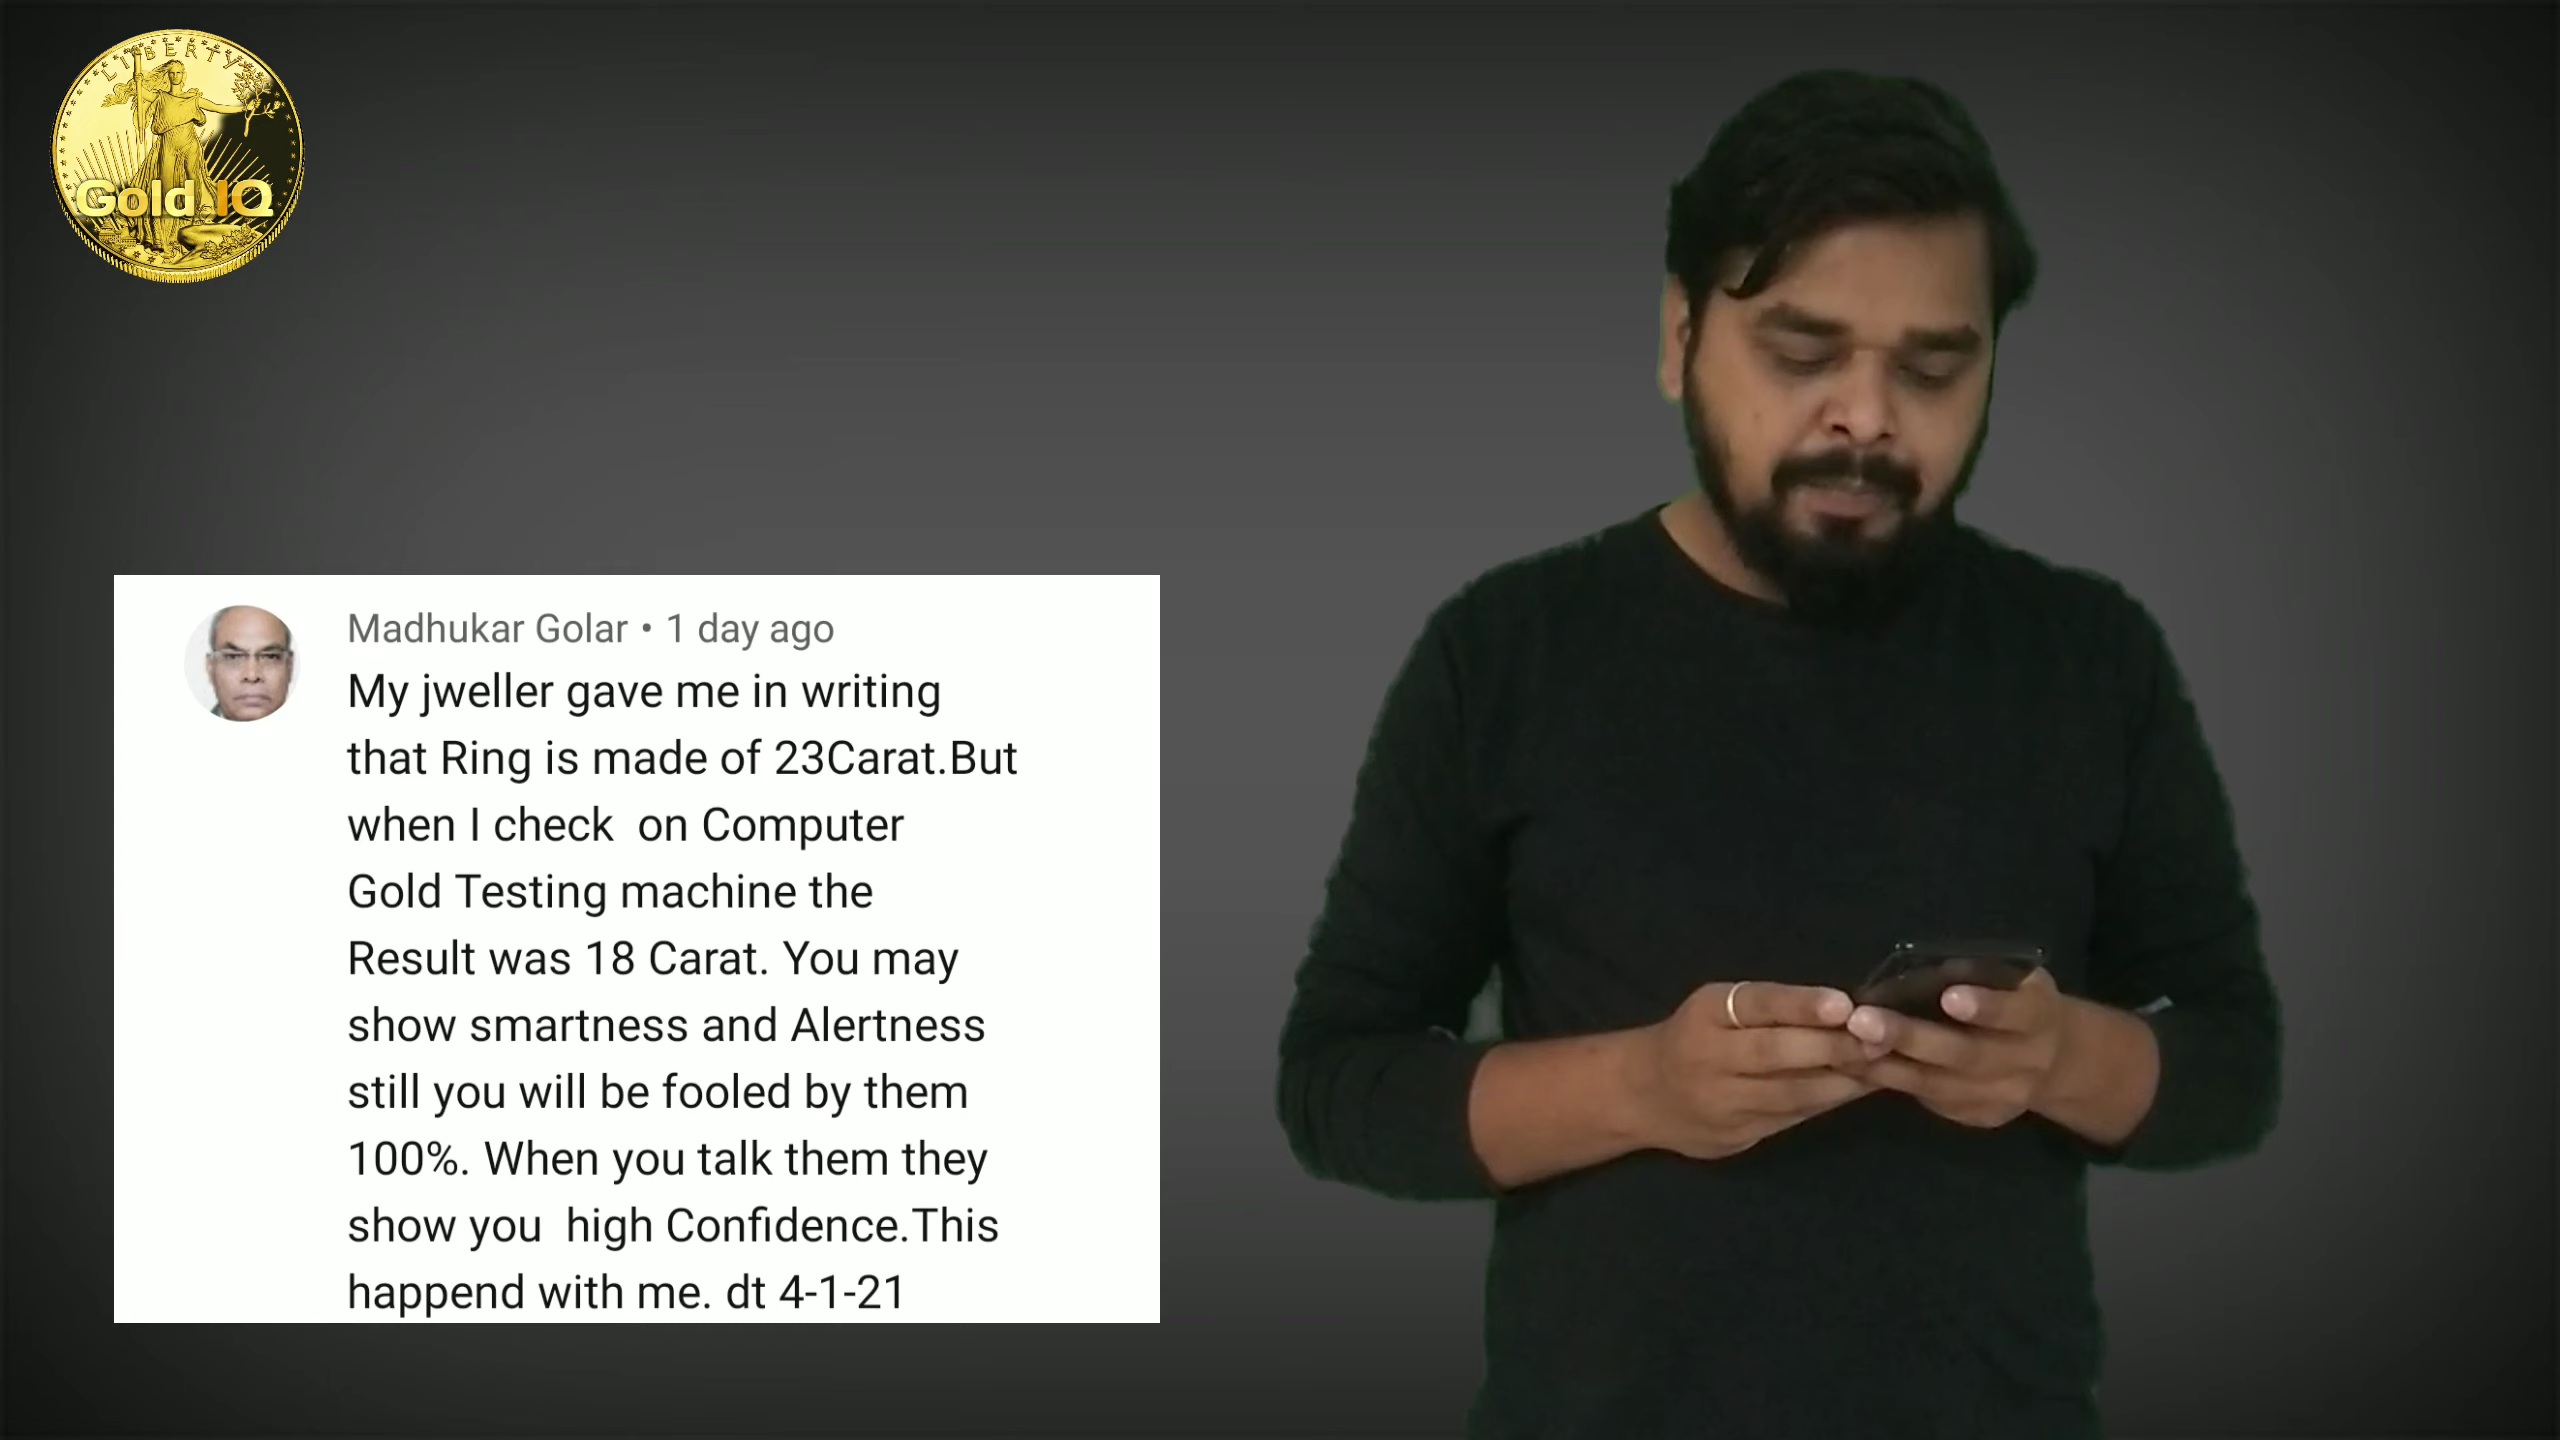 LIBERTY
Gold IQ
Madhukar Golar • 1 day ago
My jweller gave me in writing
that Ring is made of 23Carat.But
when I check  on Computer
Gold Testing machine the
Result was 18 Carat. You may
show smartness and Alertness
still you will be fooled by them
100%. When you talk them they
show you  high Confidence.This
happend with me. dt 4-1-21